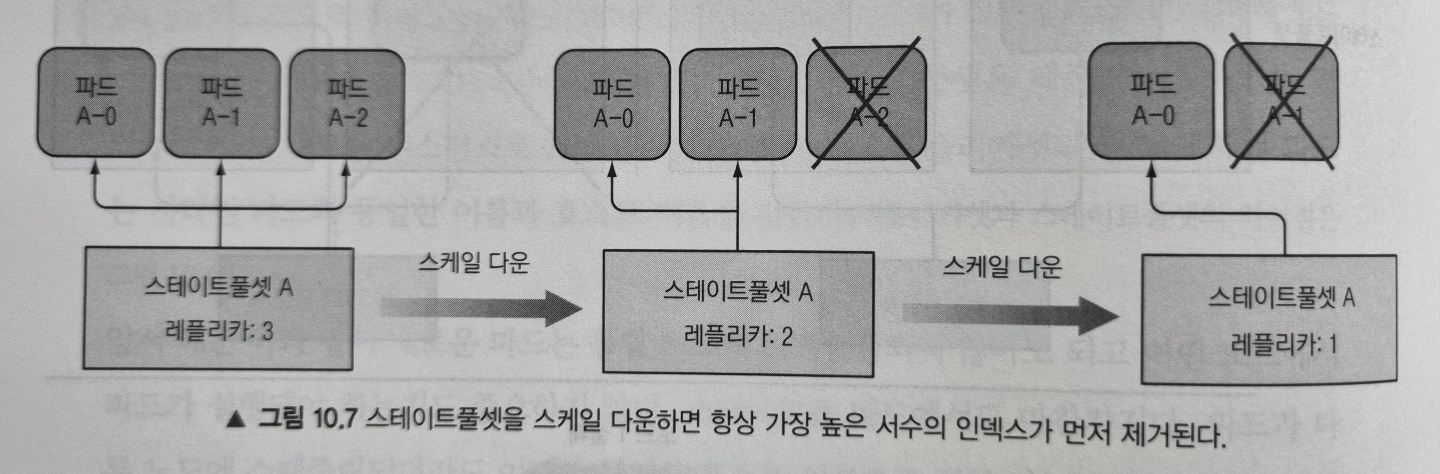 파드
A-0
파드
A-1
파드
A-2
스테이트풀셋 A
레플리카: 3
스케일 다운
파드
A-0
파드
A-1
파드
A-2
스테이트풀셋 A
레플리카: 2
스케일 다운
파드
A-0
파드
A-1
스테이트풀셋 A
레플리카: 1
▲ 그림 10.7 스테이트풀셋을 스케일 다운하면 항상 가장 높은 서수의 인덱스가 먼저 제거된다.